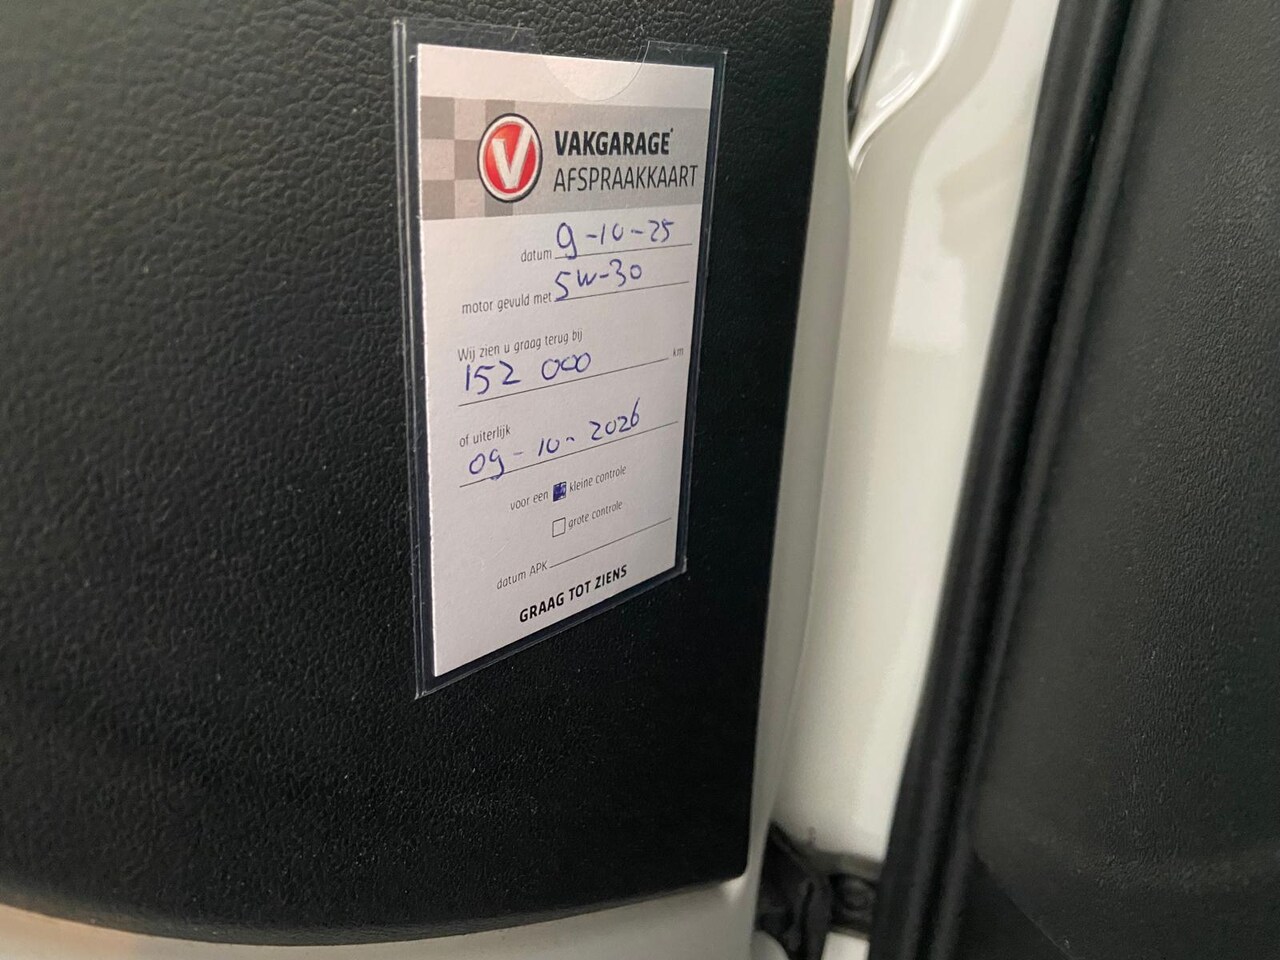 V VAKGARAGE
AFSPRAAKKAART
datum 9-10-25
motor gevuld met 5W-30
Wij zien u graag terug bij
152 000 km
of uiterlijk
09-10-2026
voor een kleine controle
grote controle
datum APK
GRAAG TOT ZIENS